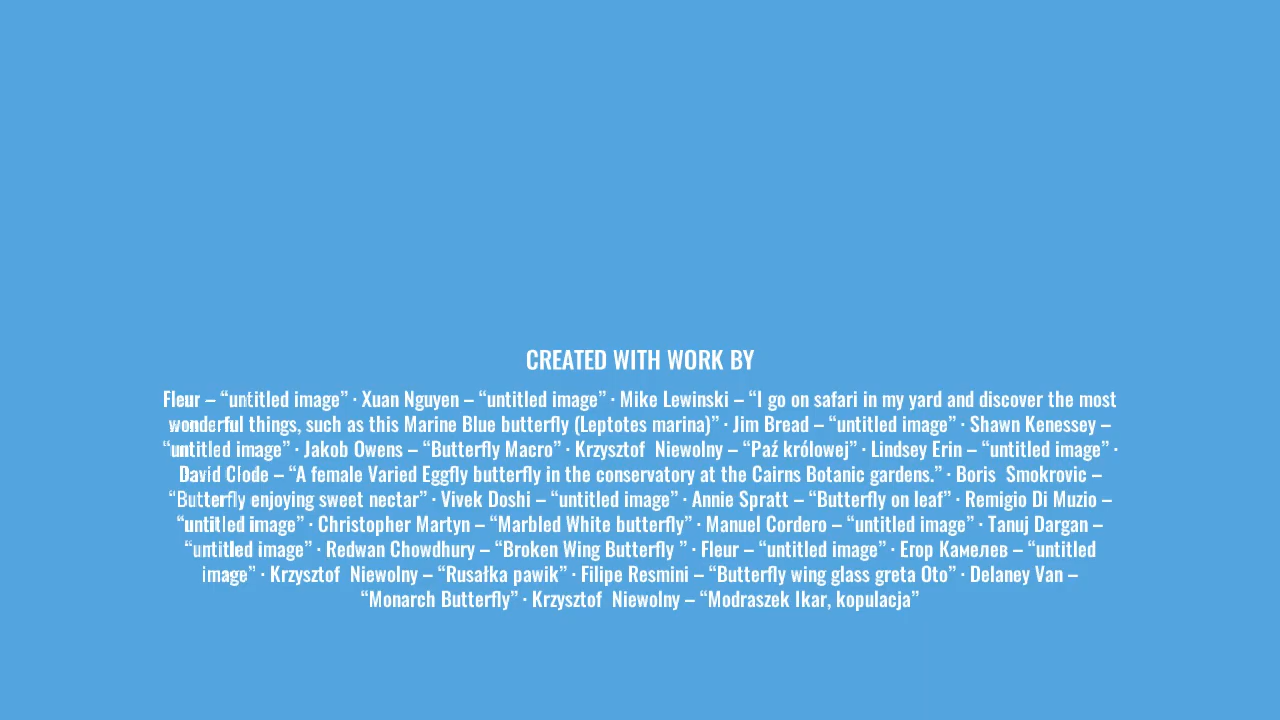 CREATED WITH WORK BY
Fleur – “untitled image” · Xuan Nguyen – “untitled image” · Mike Lewinski – “I go on safari in my yard and discover the most
wonderful things, such as this Marine Blue butterfly (Leptotes marina)” · Jim Bread – “untitled image” · Shawn Kenessey –
“untitled image” · Jakob Owens – “Butterfly Macro” · Krzysztof  Niewolny – “Paź królowej” · Lindsey Erin – “untitled image” ·
David Clode – “A female Varied Eggfly butterfly in the conservatory at the Cairns Botanic gardens.” · Boris  Smokrovic –
“Butterfly enjoying sweet nectar” · Vivek Doshi – “untitled image” · Annie Spratt – “Butterfly on leaf” · Remigio Di Muzio –
“untitled image” · Christopher Martyn – “Marbled White butterfly” · Manuel Cordero – “untitled image” · Tanuj Dargan –
“untitled image” · Redwan Chowdhury – “Broken Wing Butterfly ” · Fleur – “untitled image” · Егор Камелев – “untitled
image” · Krzysztof  Niewolny – “Rusałka pawik” · Filipe Resmini – “Butterfly wing glass greta Oto” · Delaney Van –
“Monarch Butterfly” · Krzysztof  Niewolny – “Modraszek Ikar, kopulacja”